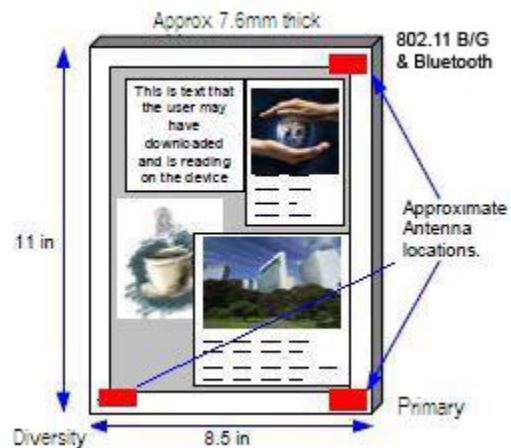 Approx 7.6mm thick
802.11 B/G
& Bluetooth
This is text that
the user may
have
downloaded
and is reading
on the device
11 in
Approximate
Antenna
locations.
Primary
Diversity
8.5 in